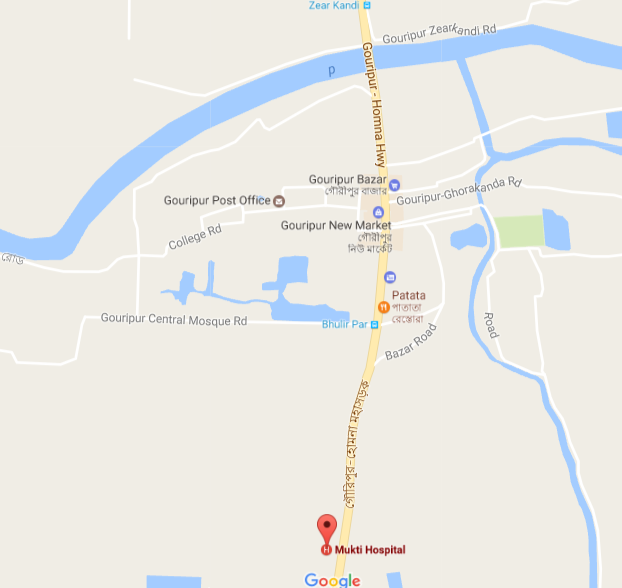 Zear Kandi
Gouripur Zearkandi Rd
Gouripur - Homna Hwy
Gouripur Bazar
গৌরীপুর বাজার
Gouripur-Ghorakanda Rd
Gouripur Post Office
Gouripur New Market
গৌরীপুর
নিউ মার্কেট
College Rd
রোড
Patata
পাতাতা
রেস্তোরা
Gouripur Central Mosque Rd
Bhulir Par
Bazar Road
Road
গৌরিপুর - হোমনা মহাসড়ক
H Mukti Hospital
Google